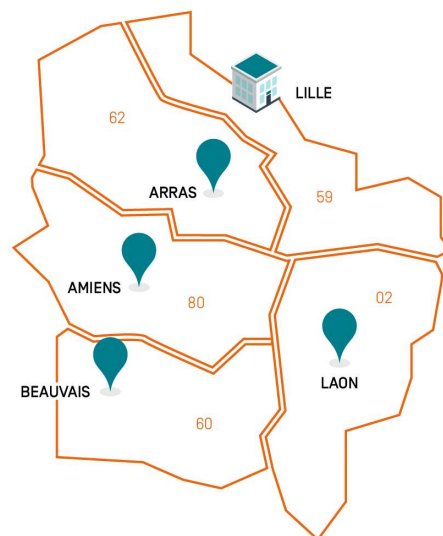 LILLE
62
ARRAS
59
AMIENS
80
02
BEAUVAIS
LAON
60